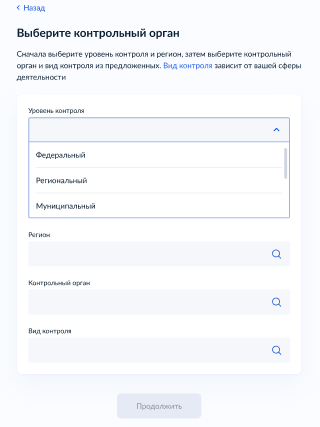 Назад
Выберите контрольный орган
Сначала выберите уровень контроля и регион, затем выберите контрольный
орган и вид контроля из предложенных. Вид контроля зависит от вашей сферы
деятельности
Уровень контроля
Федеральный
Региональный
Муниципальный
Регион
Контрольный орган
Вид контроля
Продолжить